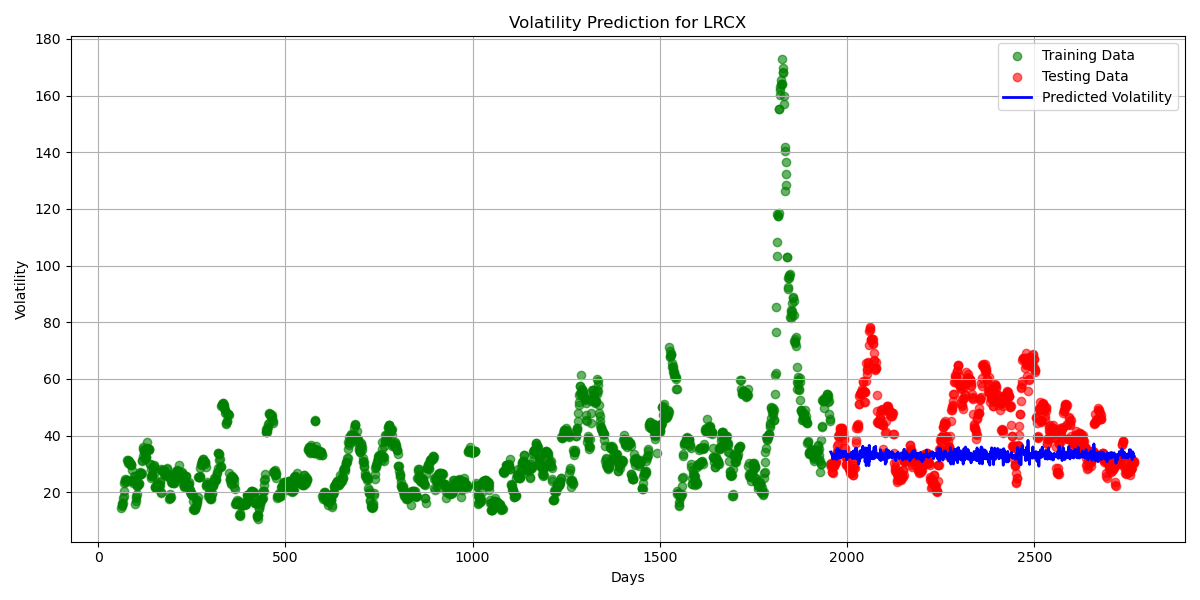 Volatility Prediction for LRCX
180
160
140
120
100
80
60
40
20
Volatility
0
500
1000
1500
2000
2500
Days
Training Data
Testing Data
Predicted Volatility